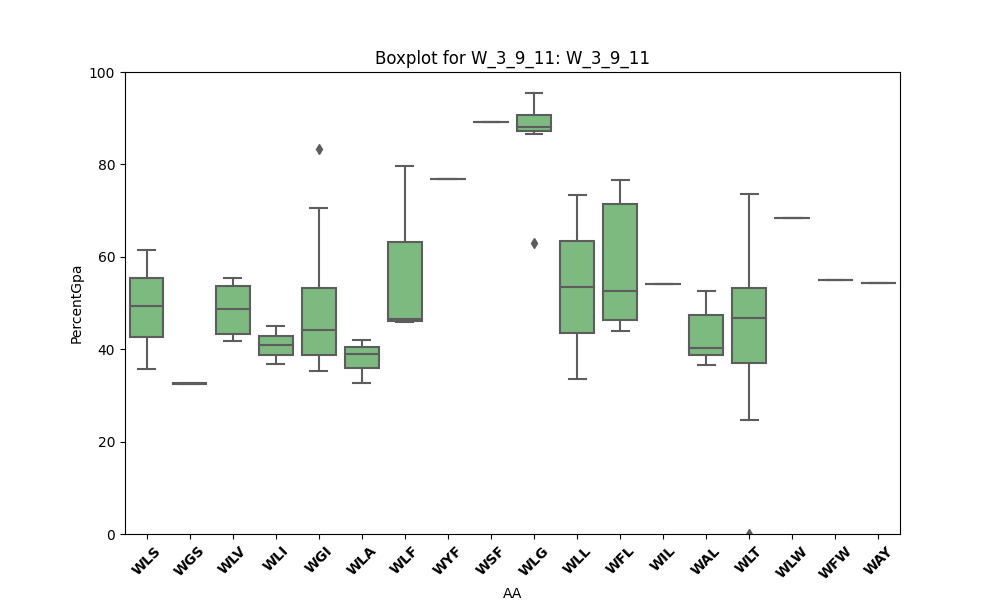 Boxplot for W_3_9_11: W_3_9_11
100
80
60
40
20
0
PercentGpa
WLS WGS WLV WLI WGI WLA WLF WYF WSF WLG WLL WFL WIL WAL WLT WLW WFW WAY
AA